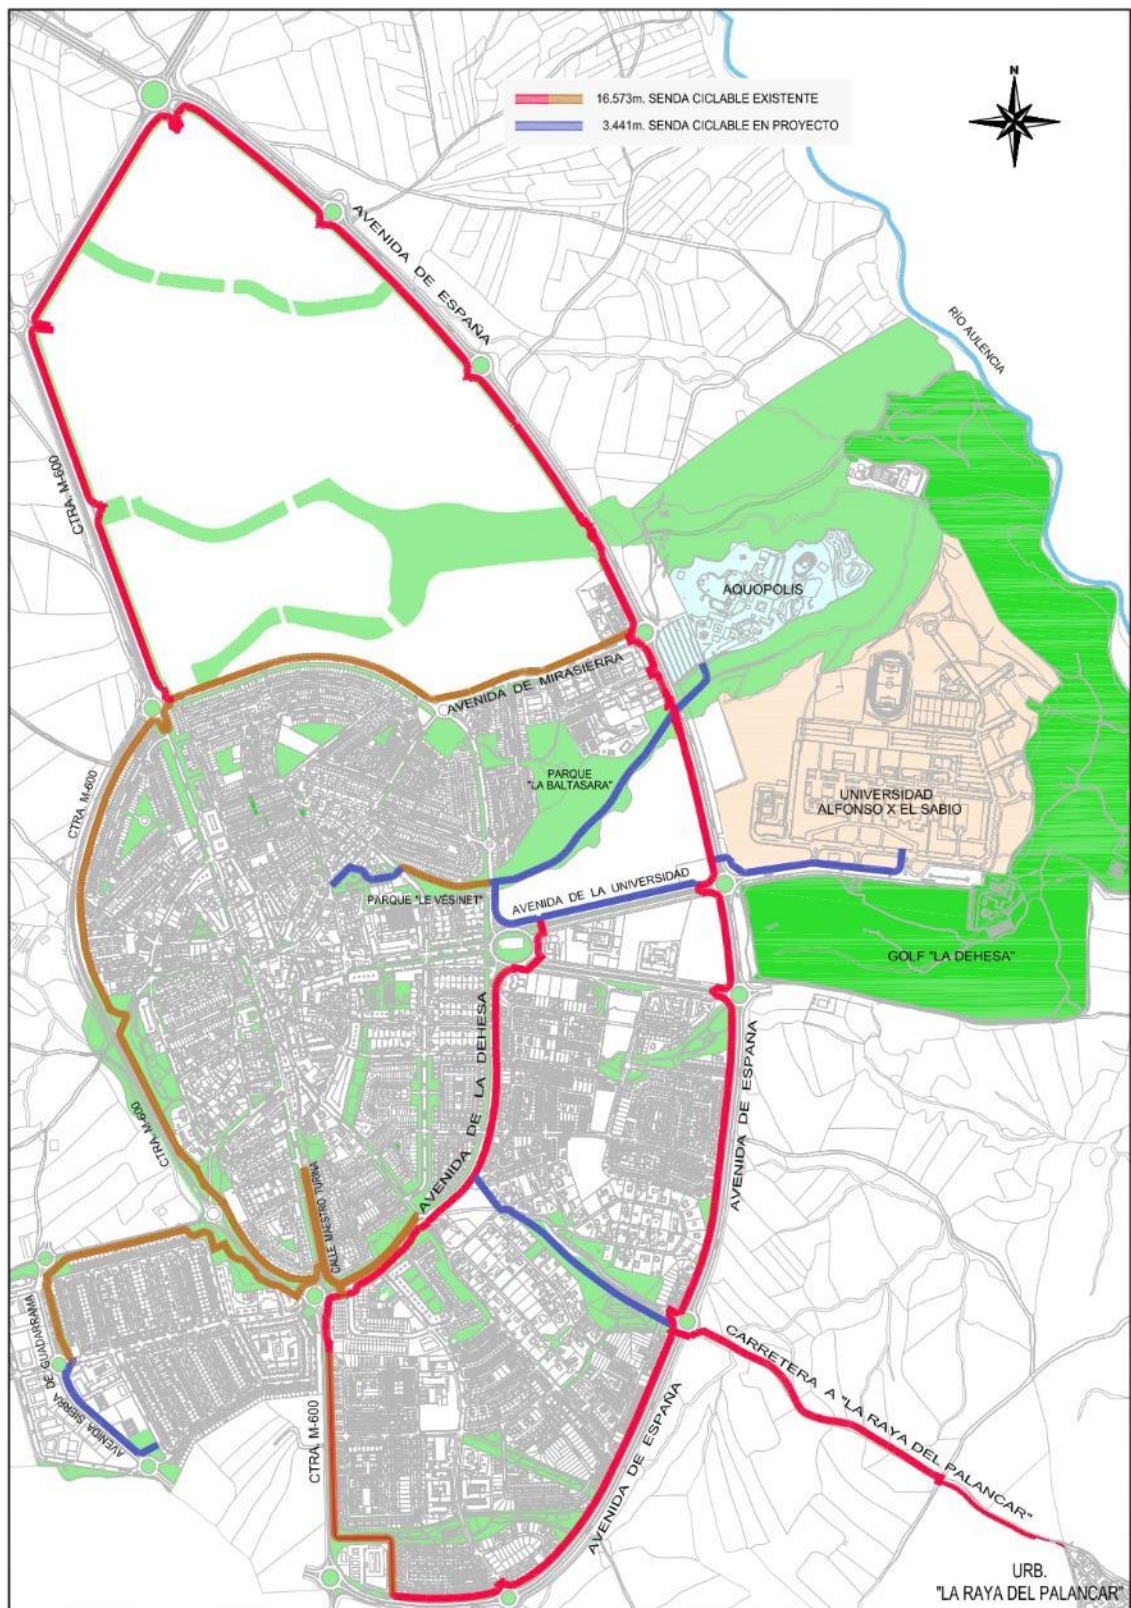 N
16.573m. SENDA CICLABLE EXISTENTE
3.441m. SENDA CICLABLE EN PROYECTO
AVENIDA DE ESPAÑA
RÍO AULENCIA
CTRA. M-600
AQUOPOLIS
AVENIDA DE MIRASIERRA
PARQUE
"LA BALTASARA"
CTRA. M-600
UNIVERSIDAD
ALFONSO X EL SABIO
AVENIDA DE LA UNIVERSIDAD
PARQUE "LE VÉSINET"
GOLF "LA DEHESA"
AVENIDA DE LA DEHESA
AVENIDA DE ESPAÑA
CTRA. M-600
CALLE MAESTRO TURINA
AVENIDA SIERRA DE GUADARRAMA
CARRETERA A "LA RAYA DEL PALANCAR"
CTRA. M-600
AVENIDA DE ESPAÑA
URB.
"LA RAYA DEL PALANCAR"